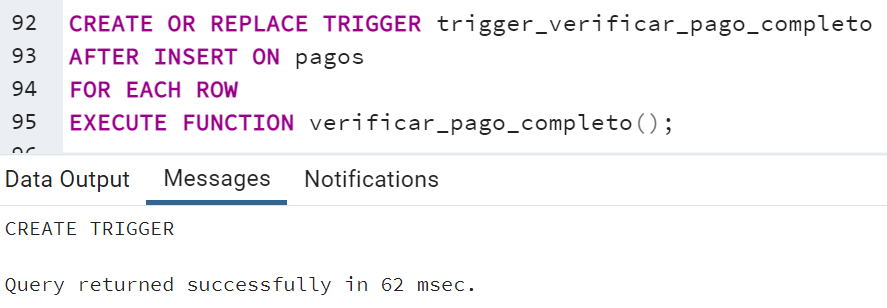 92 CREATE OR REPLACE TRIGGER trigger_verificar_pago_completo
93 AFTER INSERT ON pagos
94 FOR EACH ROW
95 EXECUTE FUNCTION verificar_pago_completo();
Data Output Messages Notifications
CREATE TRIGGER
Query returned successfully in 62 msec.